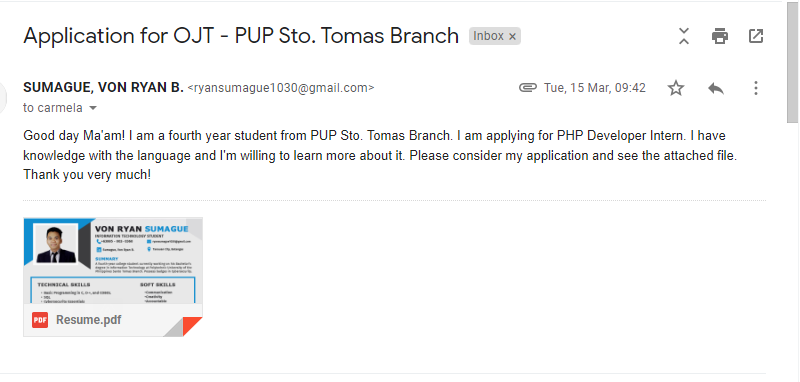 Application for OJT - PUP Sto. Tomas Branch Inbox ×
SUMAGUE, VON RYAN B. <ryansumague1030@gmail.com> Tue, 15 Mar, 09:42
to carmela
Good day Ma'am! I am a fourth year student from PUP Sto. Tomas Branch. I am applying for PHP Developer Intern. I have
knowledge with the language and I'm willing to learn more about it. Please consider my application and see the attached file.
Thank you very much!
VON RYAN SUMAGUE
INFORMATION TECHNOLOGY STUDENT
SUMMARY
TECHNICAL SKILLS SOFT SKILLS
PDF Resume.pdf